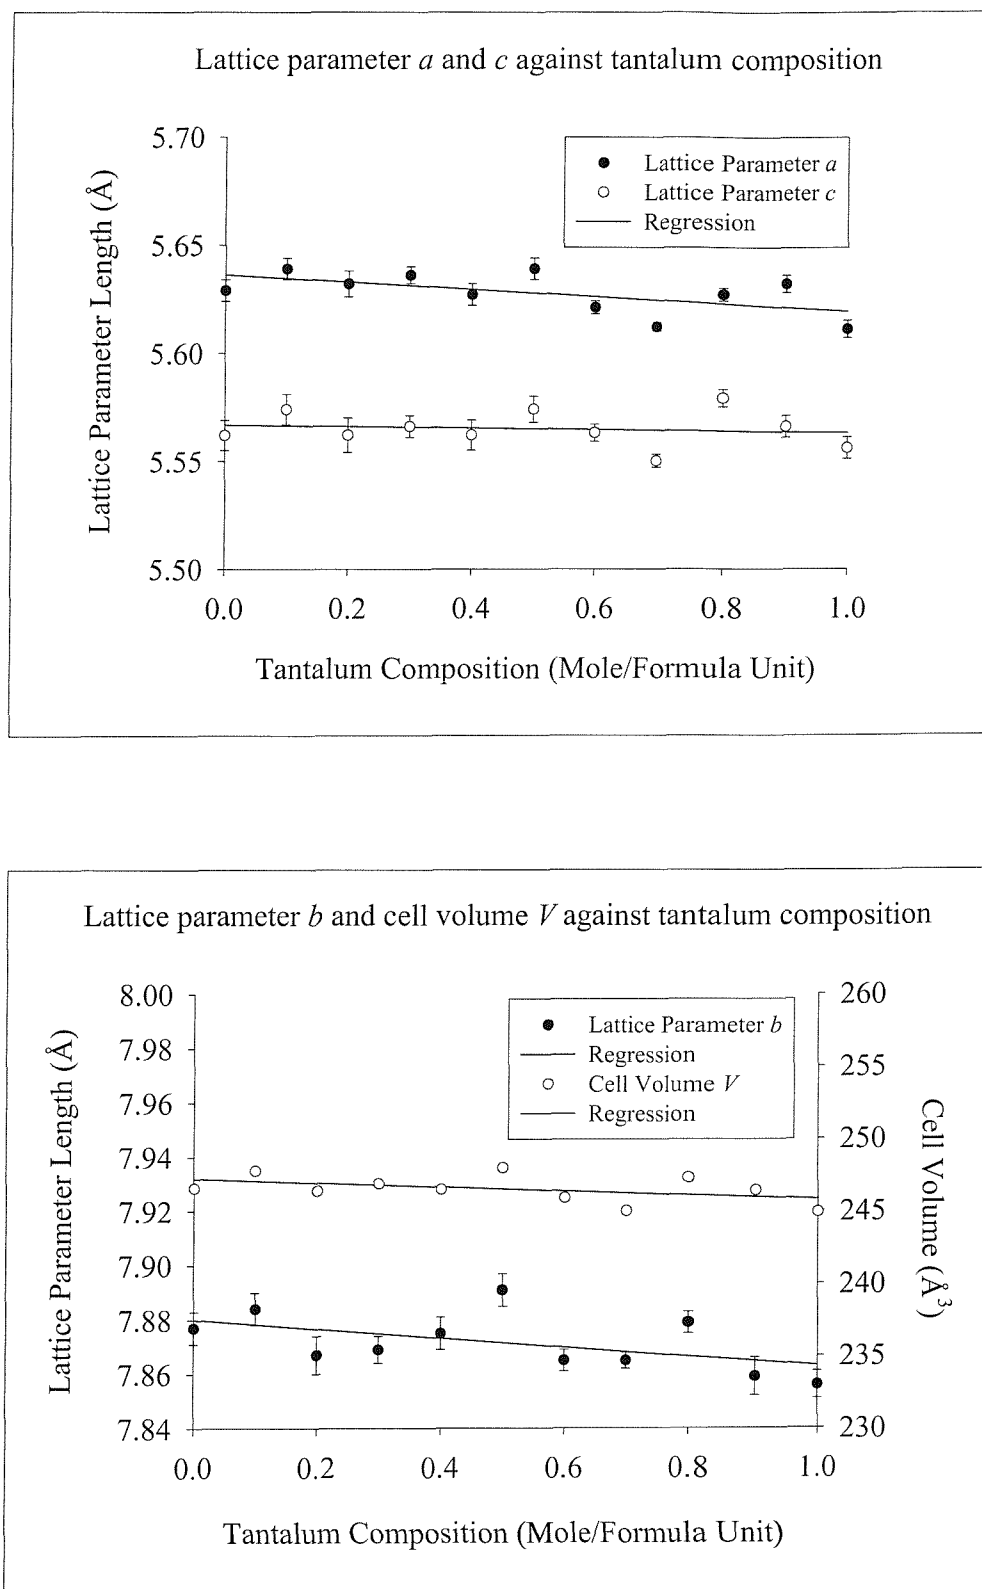 Lattice parameter a and c against tantalum composition
5.70
5.65
5.60
5.55
5.50
Lattice Parameter Length (Å)
Lattice Parameter a
Lattice Parameter c
Regression
0.0 0.2 0.4 0.6 0.8 1.0
Tantalum Composition (Mole/Formula Unit)
Lattice parameter b and cell volume V against tantalum composition
8.00
7.98
7.96
7.94
7.92
7.90
7.88
7.86
7.84
Lattice Parameter Length (Å)
Lattice Parameter b
Regression
Cell Volume V
Regression
260
255
250
245
240
235
230
Cell Volume (Å³)
0.0 0.2 0.4 0.6 0.8 1.0
Tantalum Composition (Mole/Formula Unit)